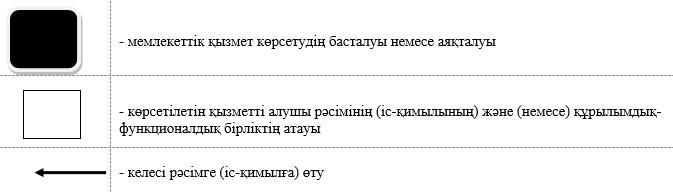 - мемлекеттік қызмет көрсетудің басталуы немесе аяқталуы
- көрсетілетін қызметті алушы рәсімінің (іс-қимылының) және (немесе) құрылымдық-
функционалдық бірліктің атауы
- келесі рәсімге (іс-қимылға) өту